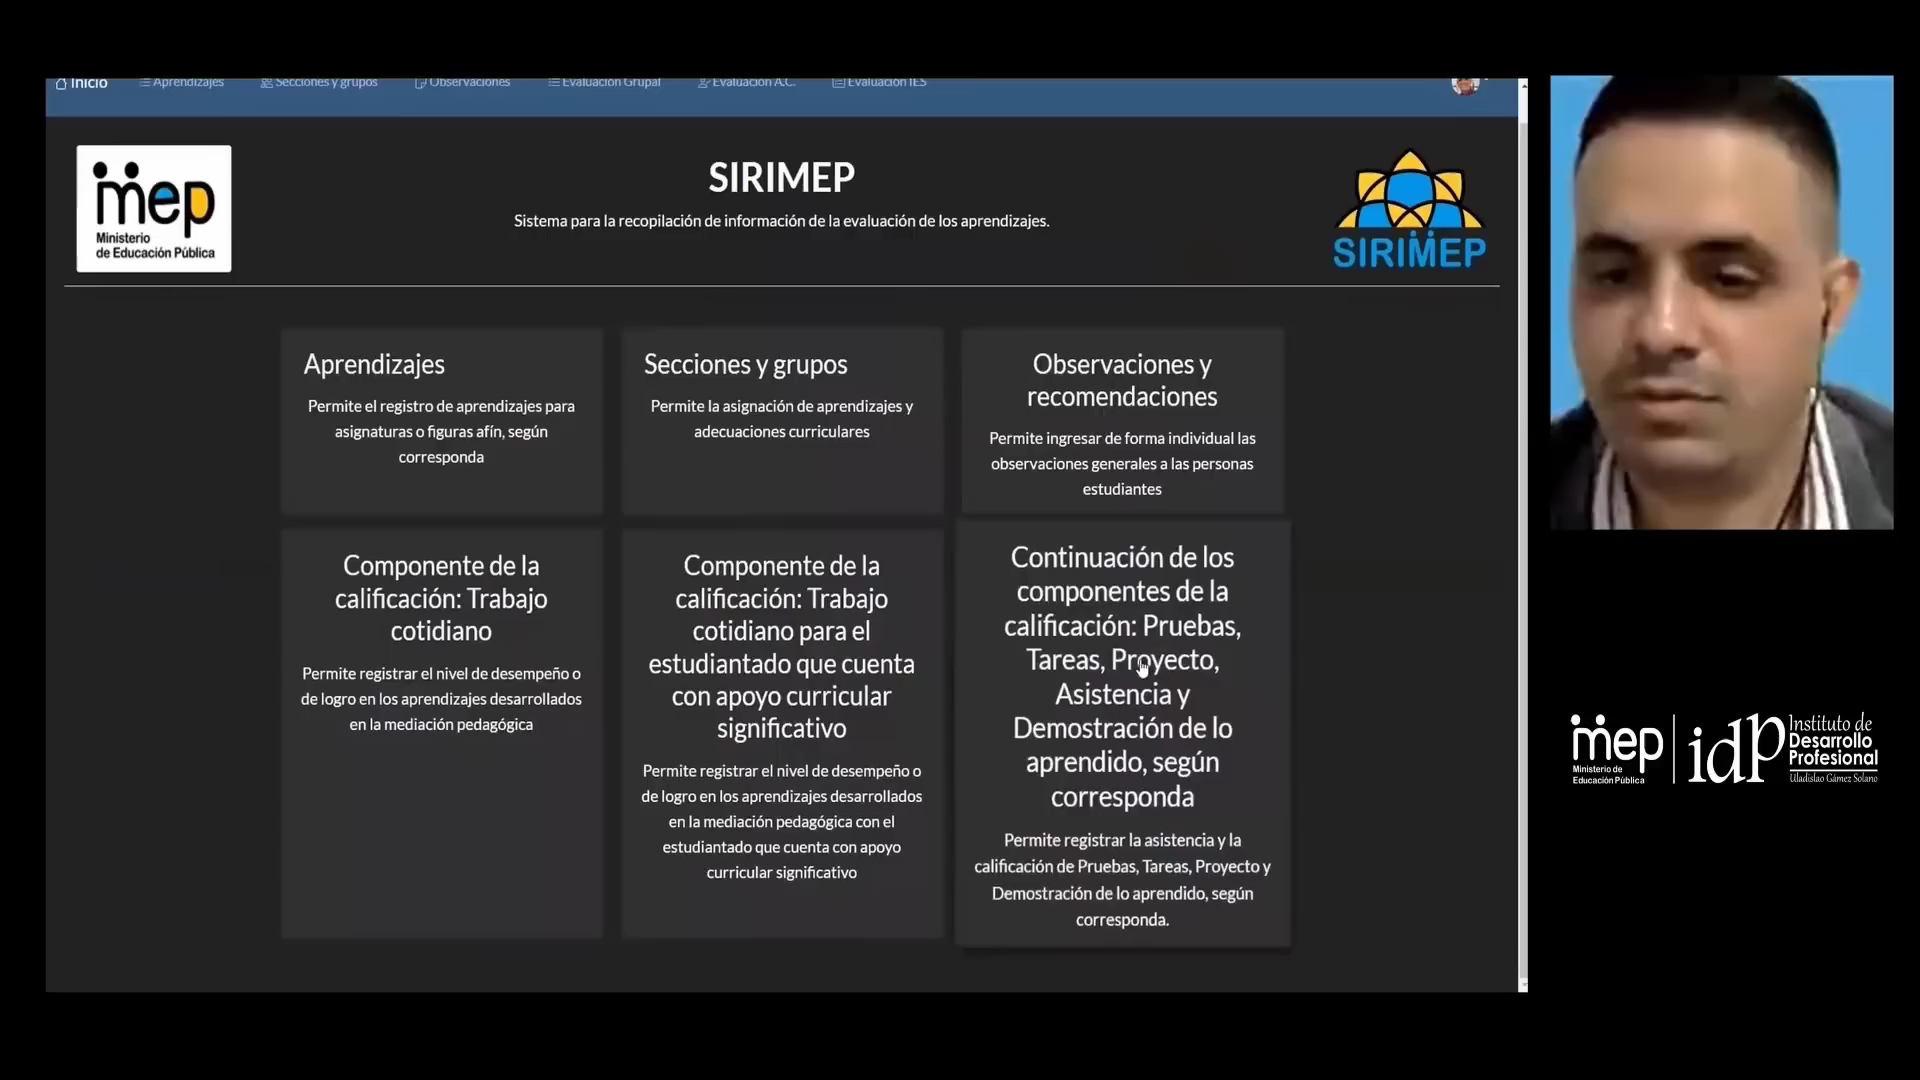 Inicio
Aprendizajes
Secciones y grupos
Observaciones
Evaluación Grupal
Evaluación A.C.
Evaluación IES
mep
Ministerio
de Educación Pública
SIRIMEP
Sistema para la recopilación de información de la evaluación de los aprendizajes.
SIRIMEP
Aprendizajes
Permite el registro de aprendizajes para
asignaturas o figuras afín, según
corresponda
Secciones y grupos
Permite la asignación de aprendizajes y
adecuaciones curriculares
Observaciones y
recomendaciones
Permite ingresar de forma individual las
observaciones generales a las personas
estudiantes
Componente de la
calificación: Trabajo
cotidiano
Permite registrar el nivel de desempeño o
de logro en los aprendizajes desarrollados
en la mediación pedagógica
Componente de la
calificación: Trabajo
cotidiano para el
estudiantado que cuenta
con apoyo curricular
significativo
Permite registrar el nivel de desempeño o
de logro en los aprendizajes desarrollados
en la mediación pedagógica con el
estudiantado que cuenta con apoyo
curricular significativo
Continuación de los
componentes de la
calificación: Pruebas,
Tareas, Proyecto,
Asistencia y
Demostración de lo
aprendido, según
corresponda
Permite registrar la asistencia y la
calificación de Pruebas, Tareas, Proyecto y
Demostración de lo aprendido, según
corresponda.
mep
Ministerio de
Educación Pública
idp
Instituto de
Desarrollo
Profesional
Uladislao Gámez Solano